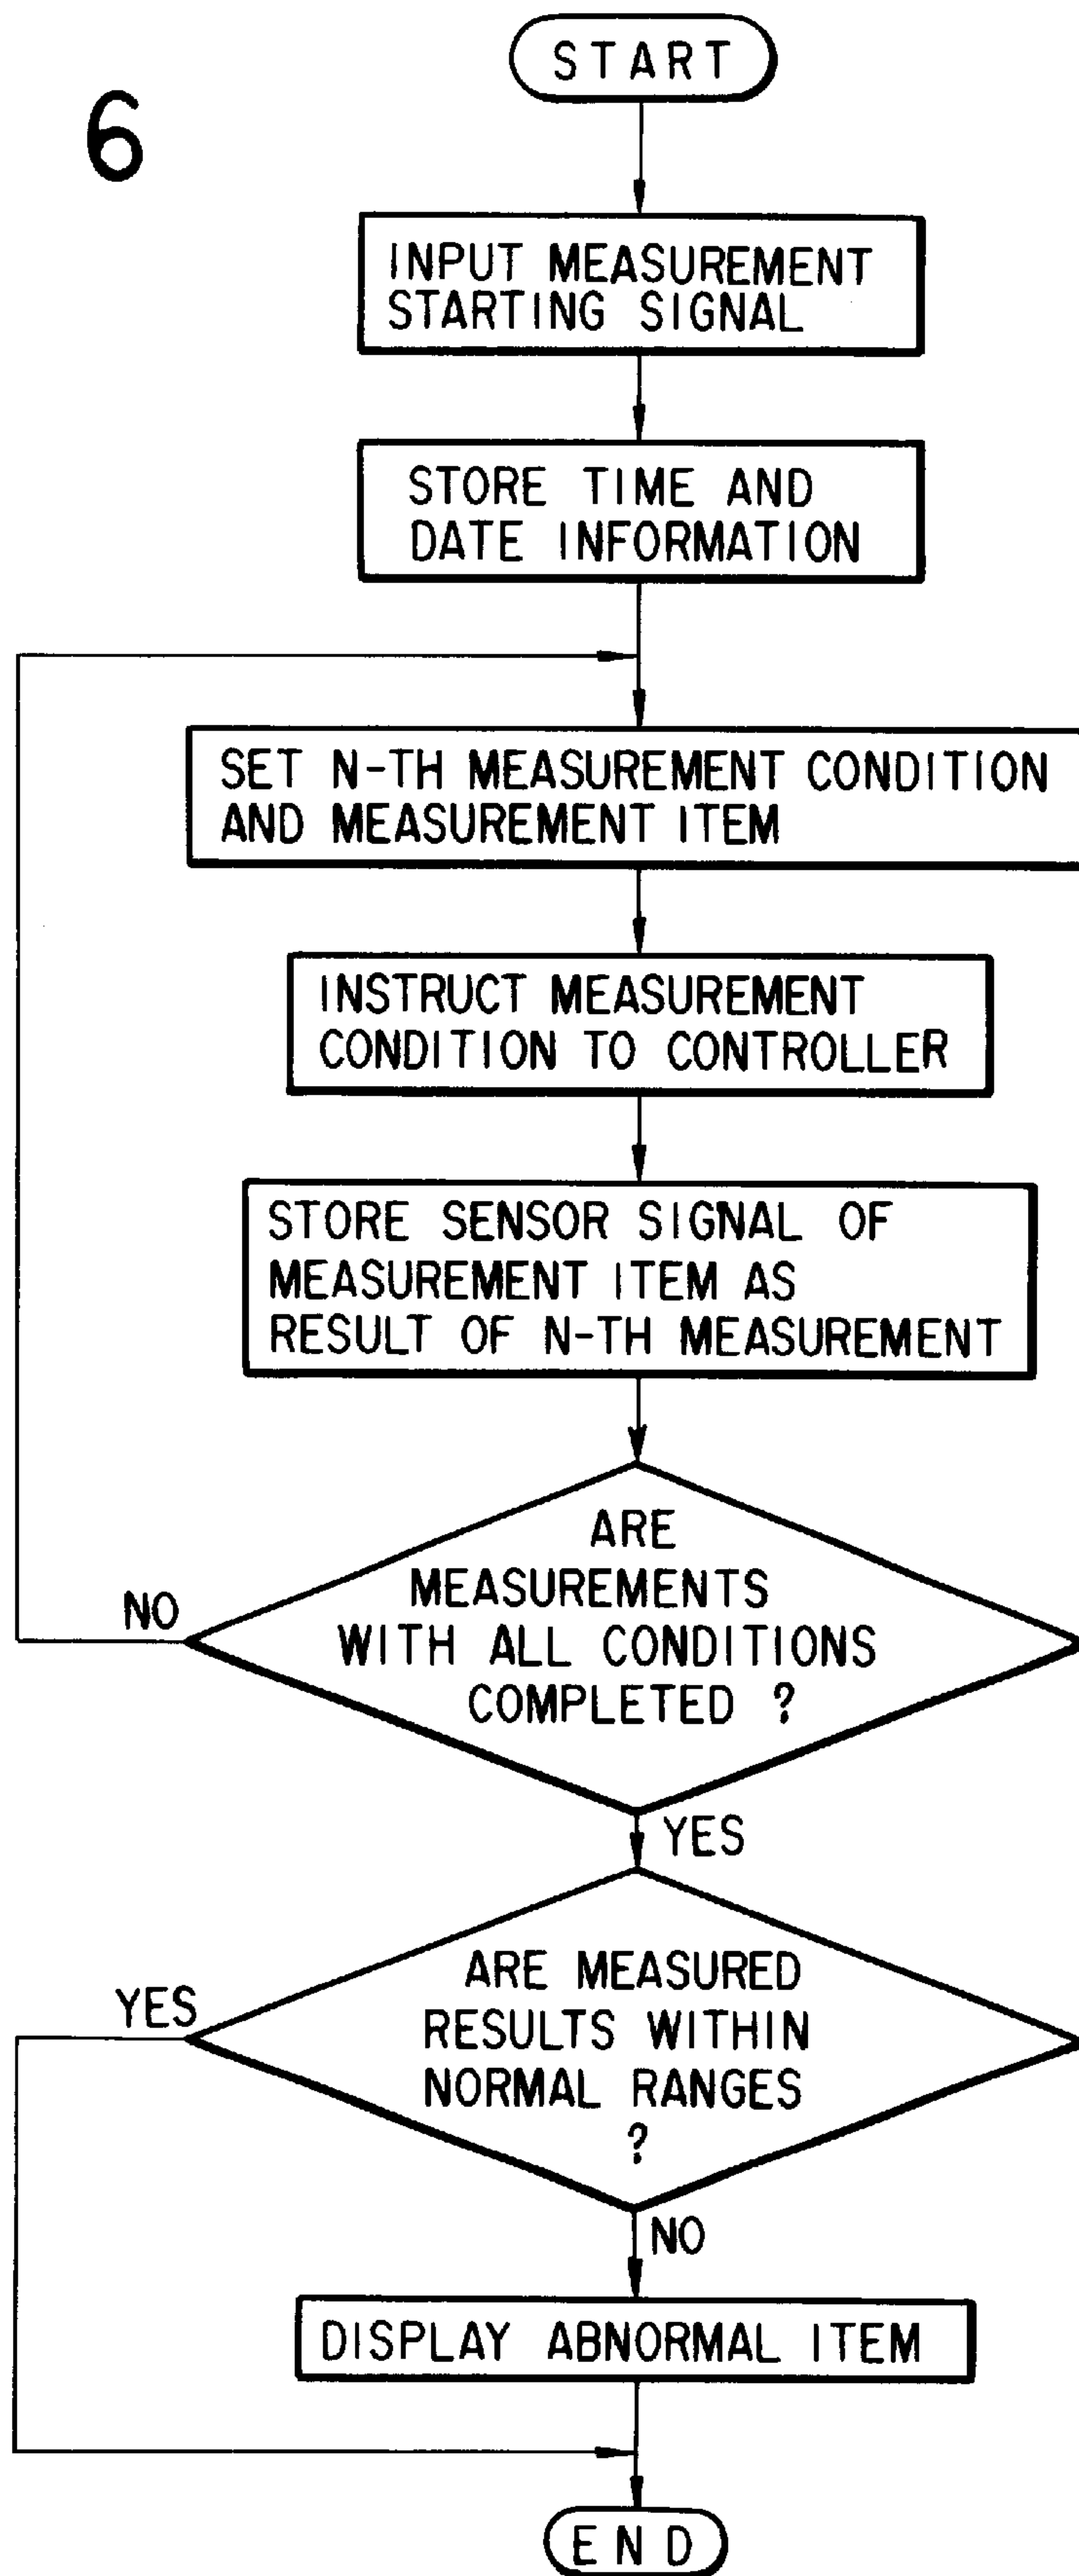 6
START
INPUT MEASUREMENT
STARTING SIGNAL
STORE TIME AND
DATE INFORMATION
SET N-TH MEASUREMENT CONDITION
AND MEASUREMENT ITEM
INSTRUCT MEASUREMENT
CONDITION TO CONTROLLER
STORE SENSOR SIGNAL OF
MEASUREMENT ITEM AS
RESULT OF N-TH MEASUREMENT
ARE
MEASUREMENTS
WITH ALL CONDITIONS
COMPLETED ?
NO
YES
ARE MEASURED
RESULTS WITHIN
NORMAL RANGES
?
YES
NO
DISPLAY ABNORMAL ITEM
END